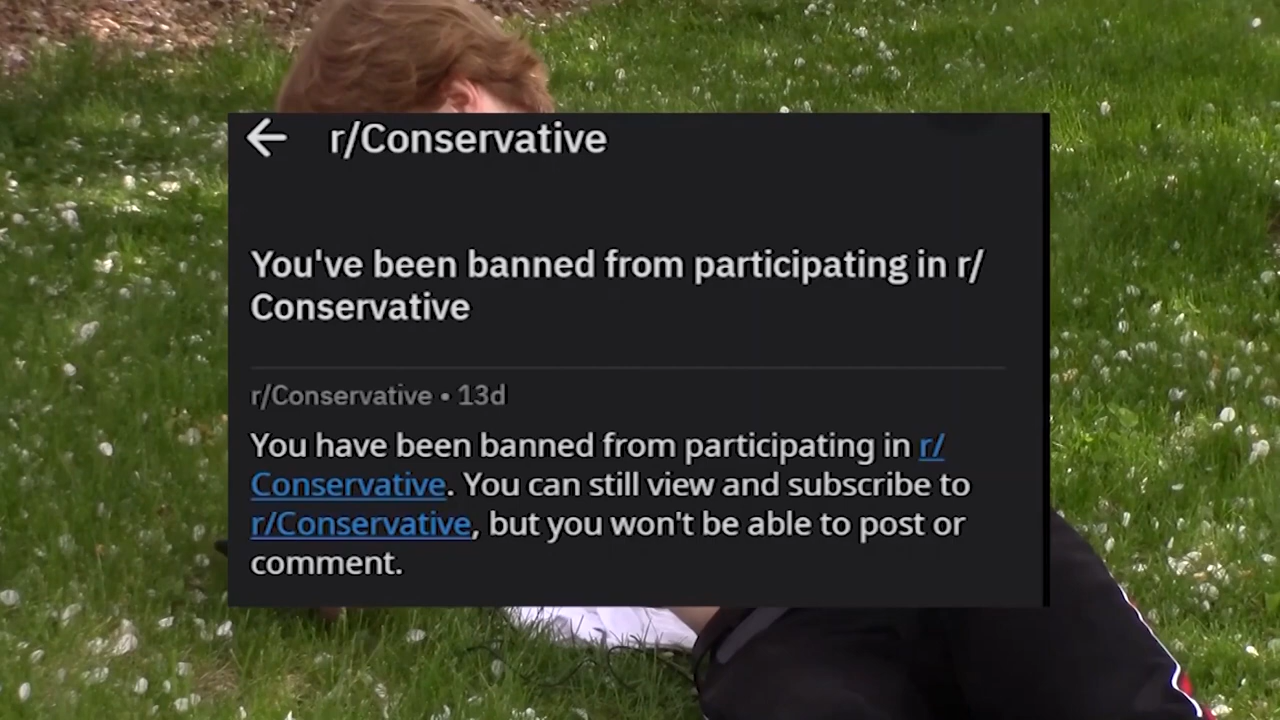 r/Conservative
You've been banned from participating in r/
Conservative
r/Conservative • 13d
You have been banned from participating in r/
Conservative. You can still view and subscribe to
r/Conservative, but you won't be able to post or
comment.